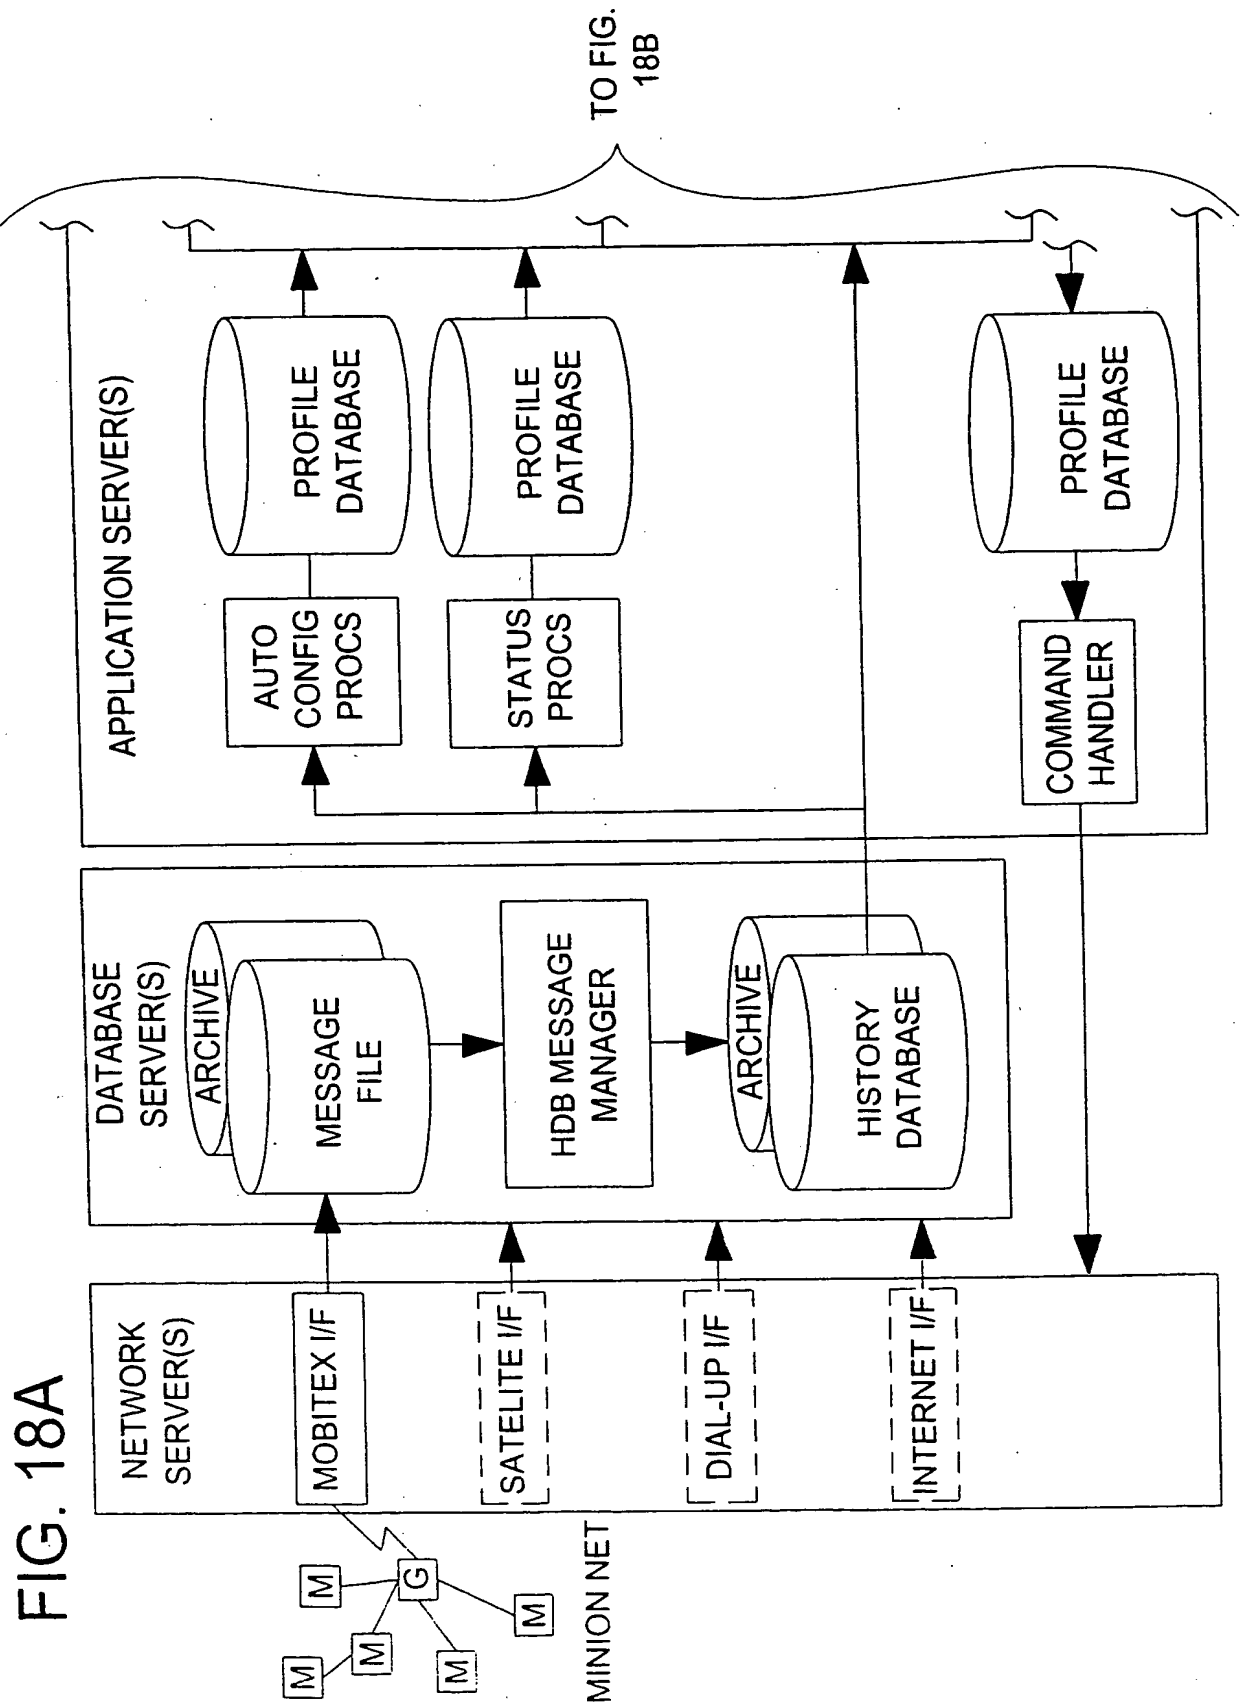 FIG. 18A
NETWORK
SERVER(S)
MOBITEX I/F
SATELITE I/F
DIAL-UP I/F
INTERNET I/F
M
M
M
M
M
G
MINION NET
DATABASE
SERVER(S)
ARCHIVE
MESSAGE
FILE
HDB MESSAGE
MANAGER
ARCHIVE
HISTORY
DATABASE
APPLICATION SERVER(S)
AUTO
CONFIG
PROCS
PROFILE
DATABASE
STATUS
PROCS
PROFILE
DATABASE
COMMAND
HANDLER
PROFILE
DATABASE
TO FIG.
18B